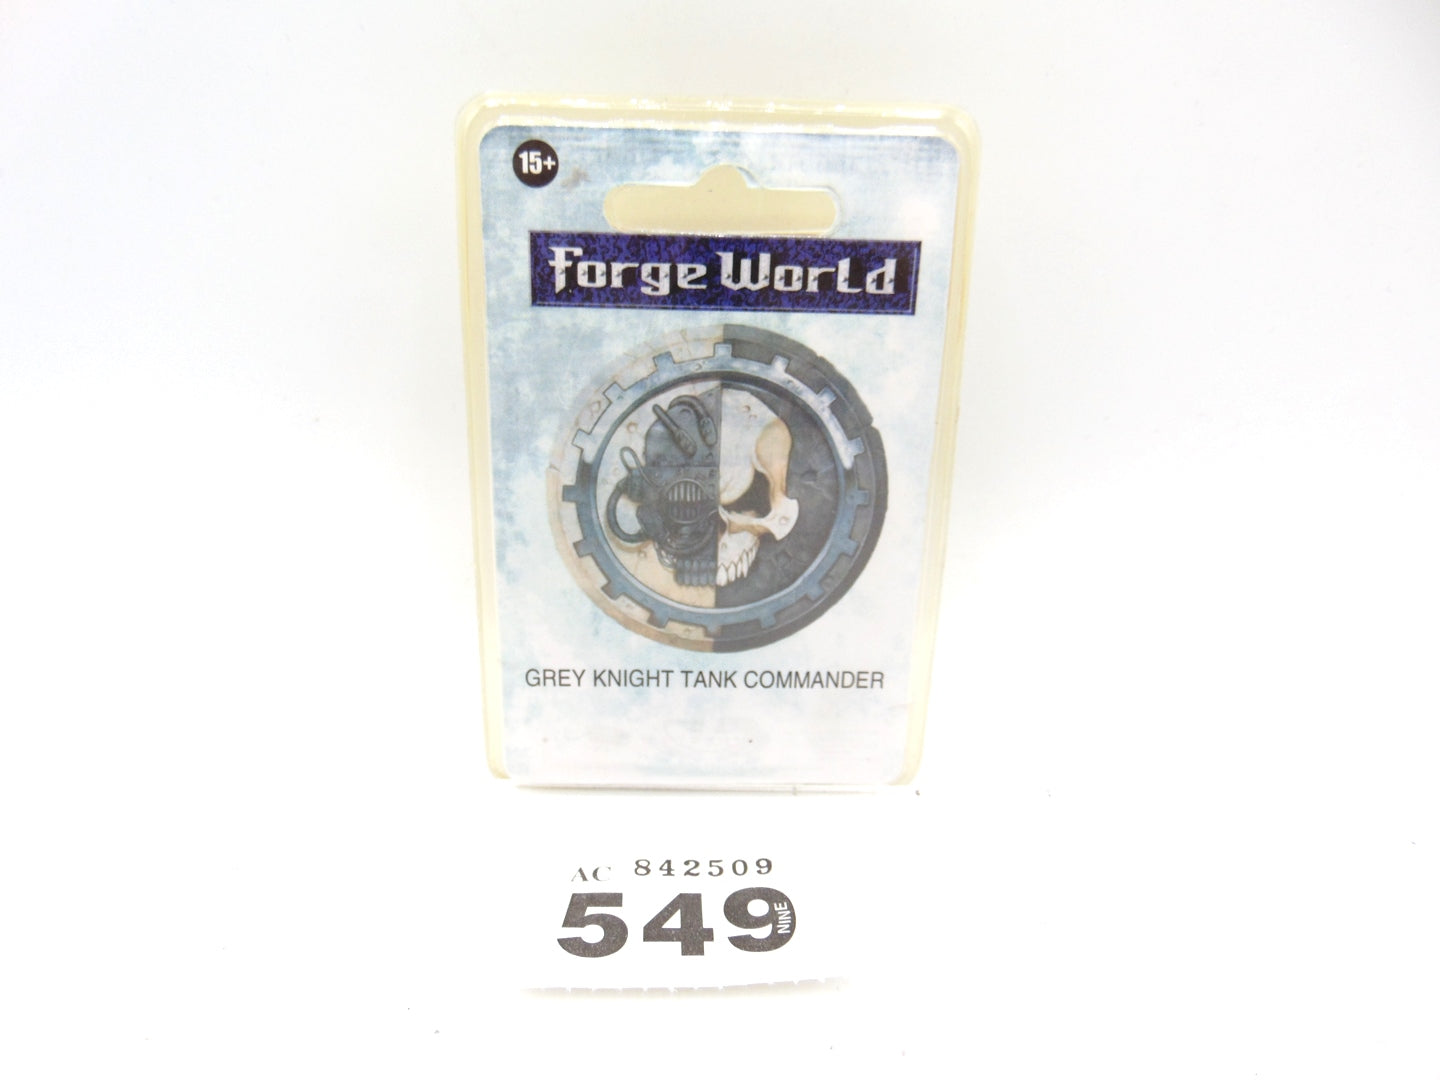 15+
Forge World
GREY KNIGHT TANK COMMANDER
AC 842509
549
NINE